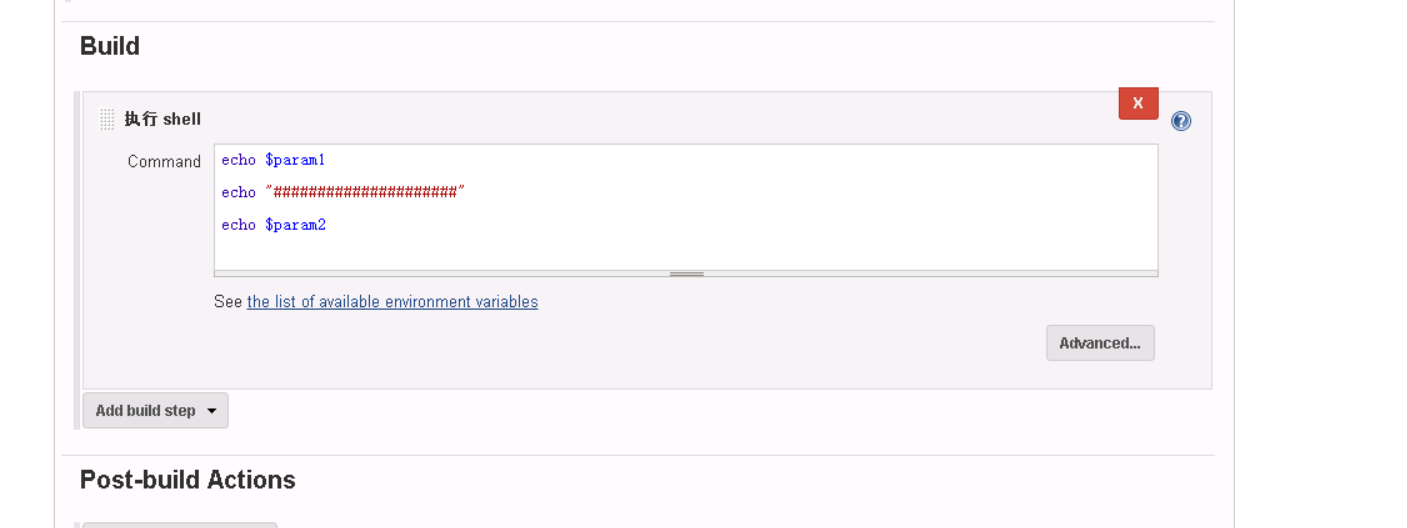 Build
执行 shell
X
Command
echo $param1
echo "#####################"
echo $param2
See the list of available environment variables
Advanced...
Add build step
Post-build Actions